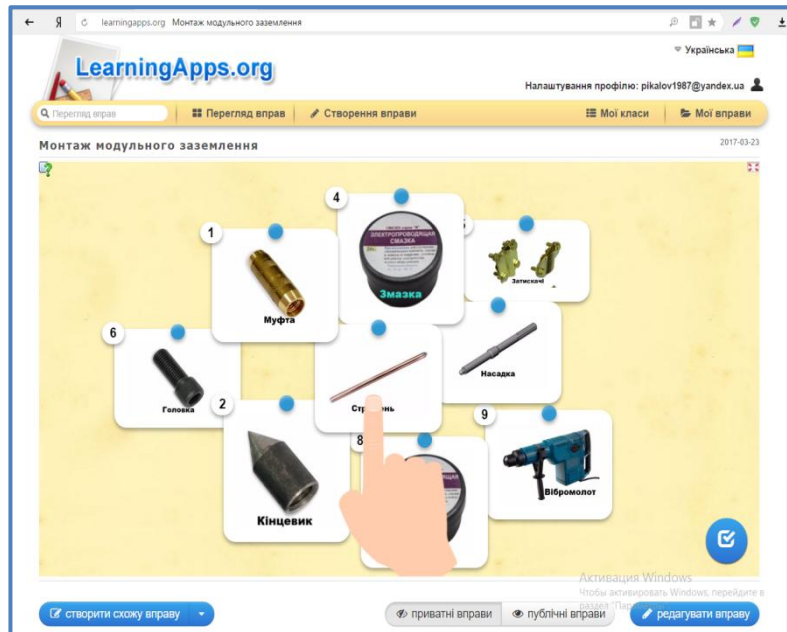 learningapps.org Монтаж модульного заземлення
Українська
LearningApps.org
Налаштування профілю: pikalov1987@yandex.ua
Перегляд вправ
Перегляд вправ
Створення вправи
Мої класи
Мої вправи
Монтаж модульного заземлення
2017-03-23
4
ЭЛЕКТРОПРОВОДЯЩАЯ
СМАЗКА
Змазка
1
Муфта
Затискачі
6
Головка
Насадка
2
Кінцевик
8
9
Вібромолот
Активация Windows
Чтобы активировать Windows, перейдите в
раздел
створити схожу вправу
приватні вправи
публічні вправи
редагувати вправу